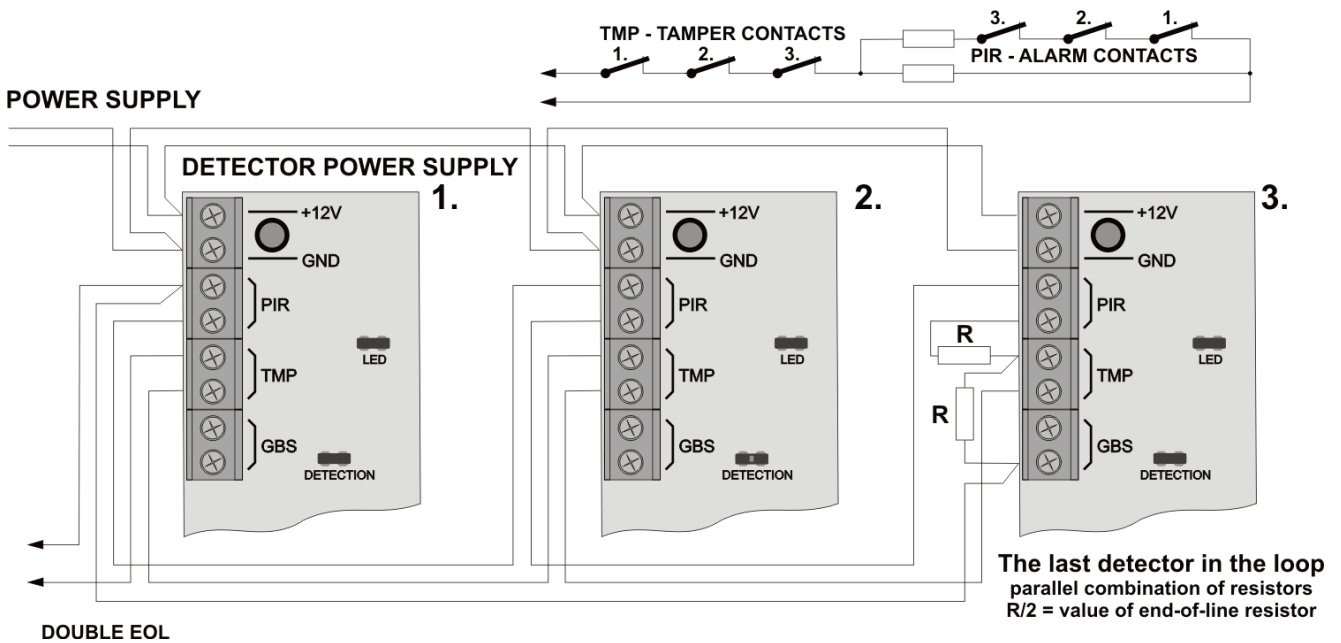 TMP - TAMPER CONTACTS
1. 2. 3.
3. 2. 1.
PIR - ALARM CONTACTS
POWER SUPPLY
DETECTOR POWER SUPPLY
1.
+12V
GND
PIR
LED
TMP
GBS
DETECTION
2.
+12V
GND
PIR
LED
TMP
GBS
DETECTION
3.
+12V
GND
PIR
R
LED
TMP
R
GBS
DETECTION
The last detector in the loop
parallel combination of resistors
R/2 = value of end-of-line resistor
DOUBLE EOL